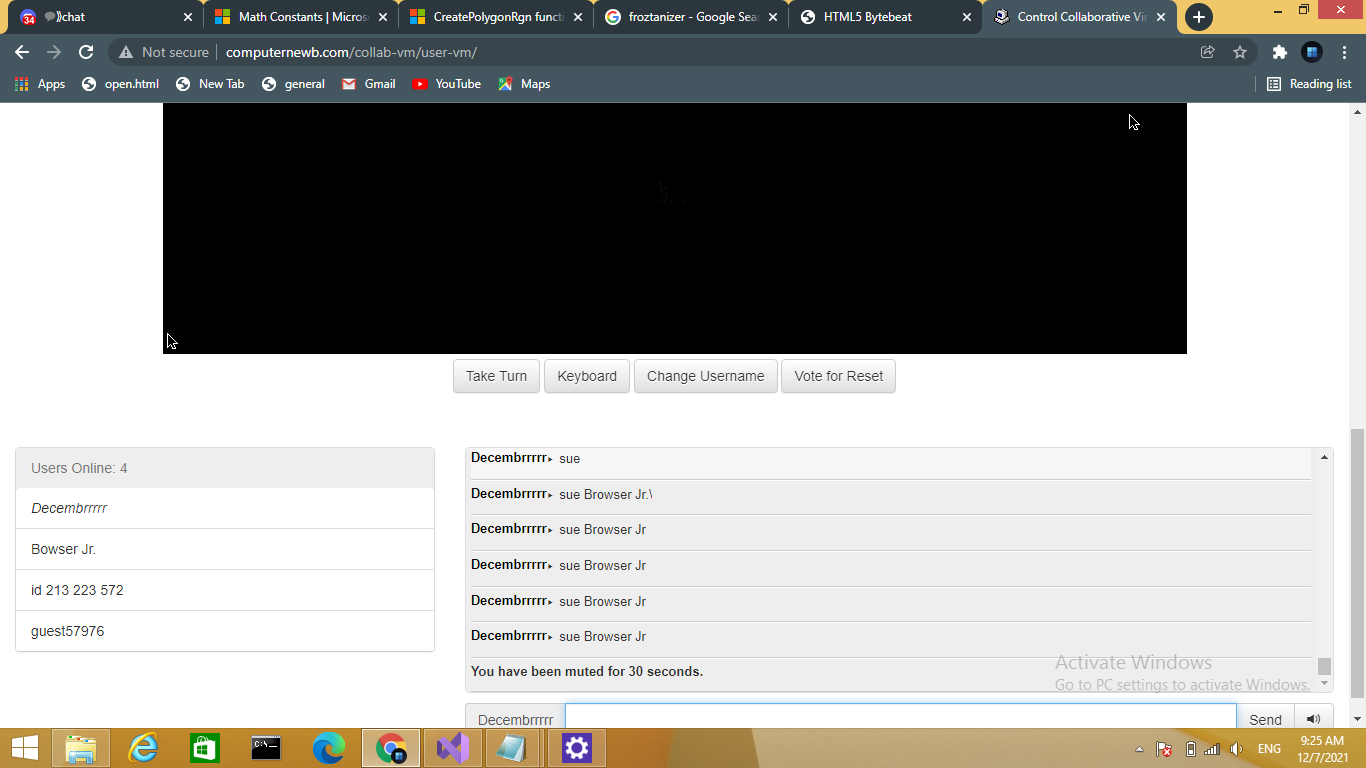 34 chat
Math Constants | Micros
CreatePolygonRgn functi
froztanizer - Google Sea
HTML5 Bytebeat
Control Collaborative Vir
Not secure computernewb.com/collab-vm/user-vm/
Apps open.html New Tab general Gmail YouTube Maps Reading list
Take Turn Keyboard Change Username Vote for Reset
Users Online: 4
Decembrrrrr
Bowser Jr.
id 213 223 572
guest57976
Decembrrrrr▸ sue
Decembrrrrr▸ sue Browser Jr.\
Decembrrrrr▸ sue Browser Jr
Decembrrrrr▸ sue Browser Jr
Decembrrrrr▸ sue Browser Jr
Decembrrrrr▸ sue Browser Jr
You have been muted for 30 seconds.
Activate Windows
Go to PC settings to activate Windows.
Decembrrrrr Send
C:\
ENG
9:25 AM
12/7/2021